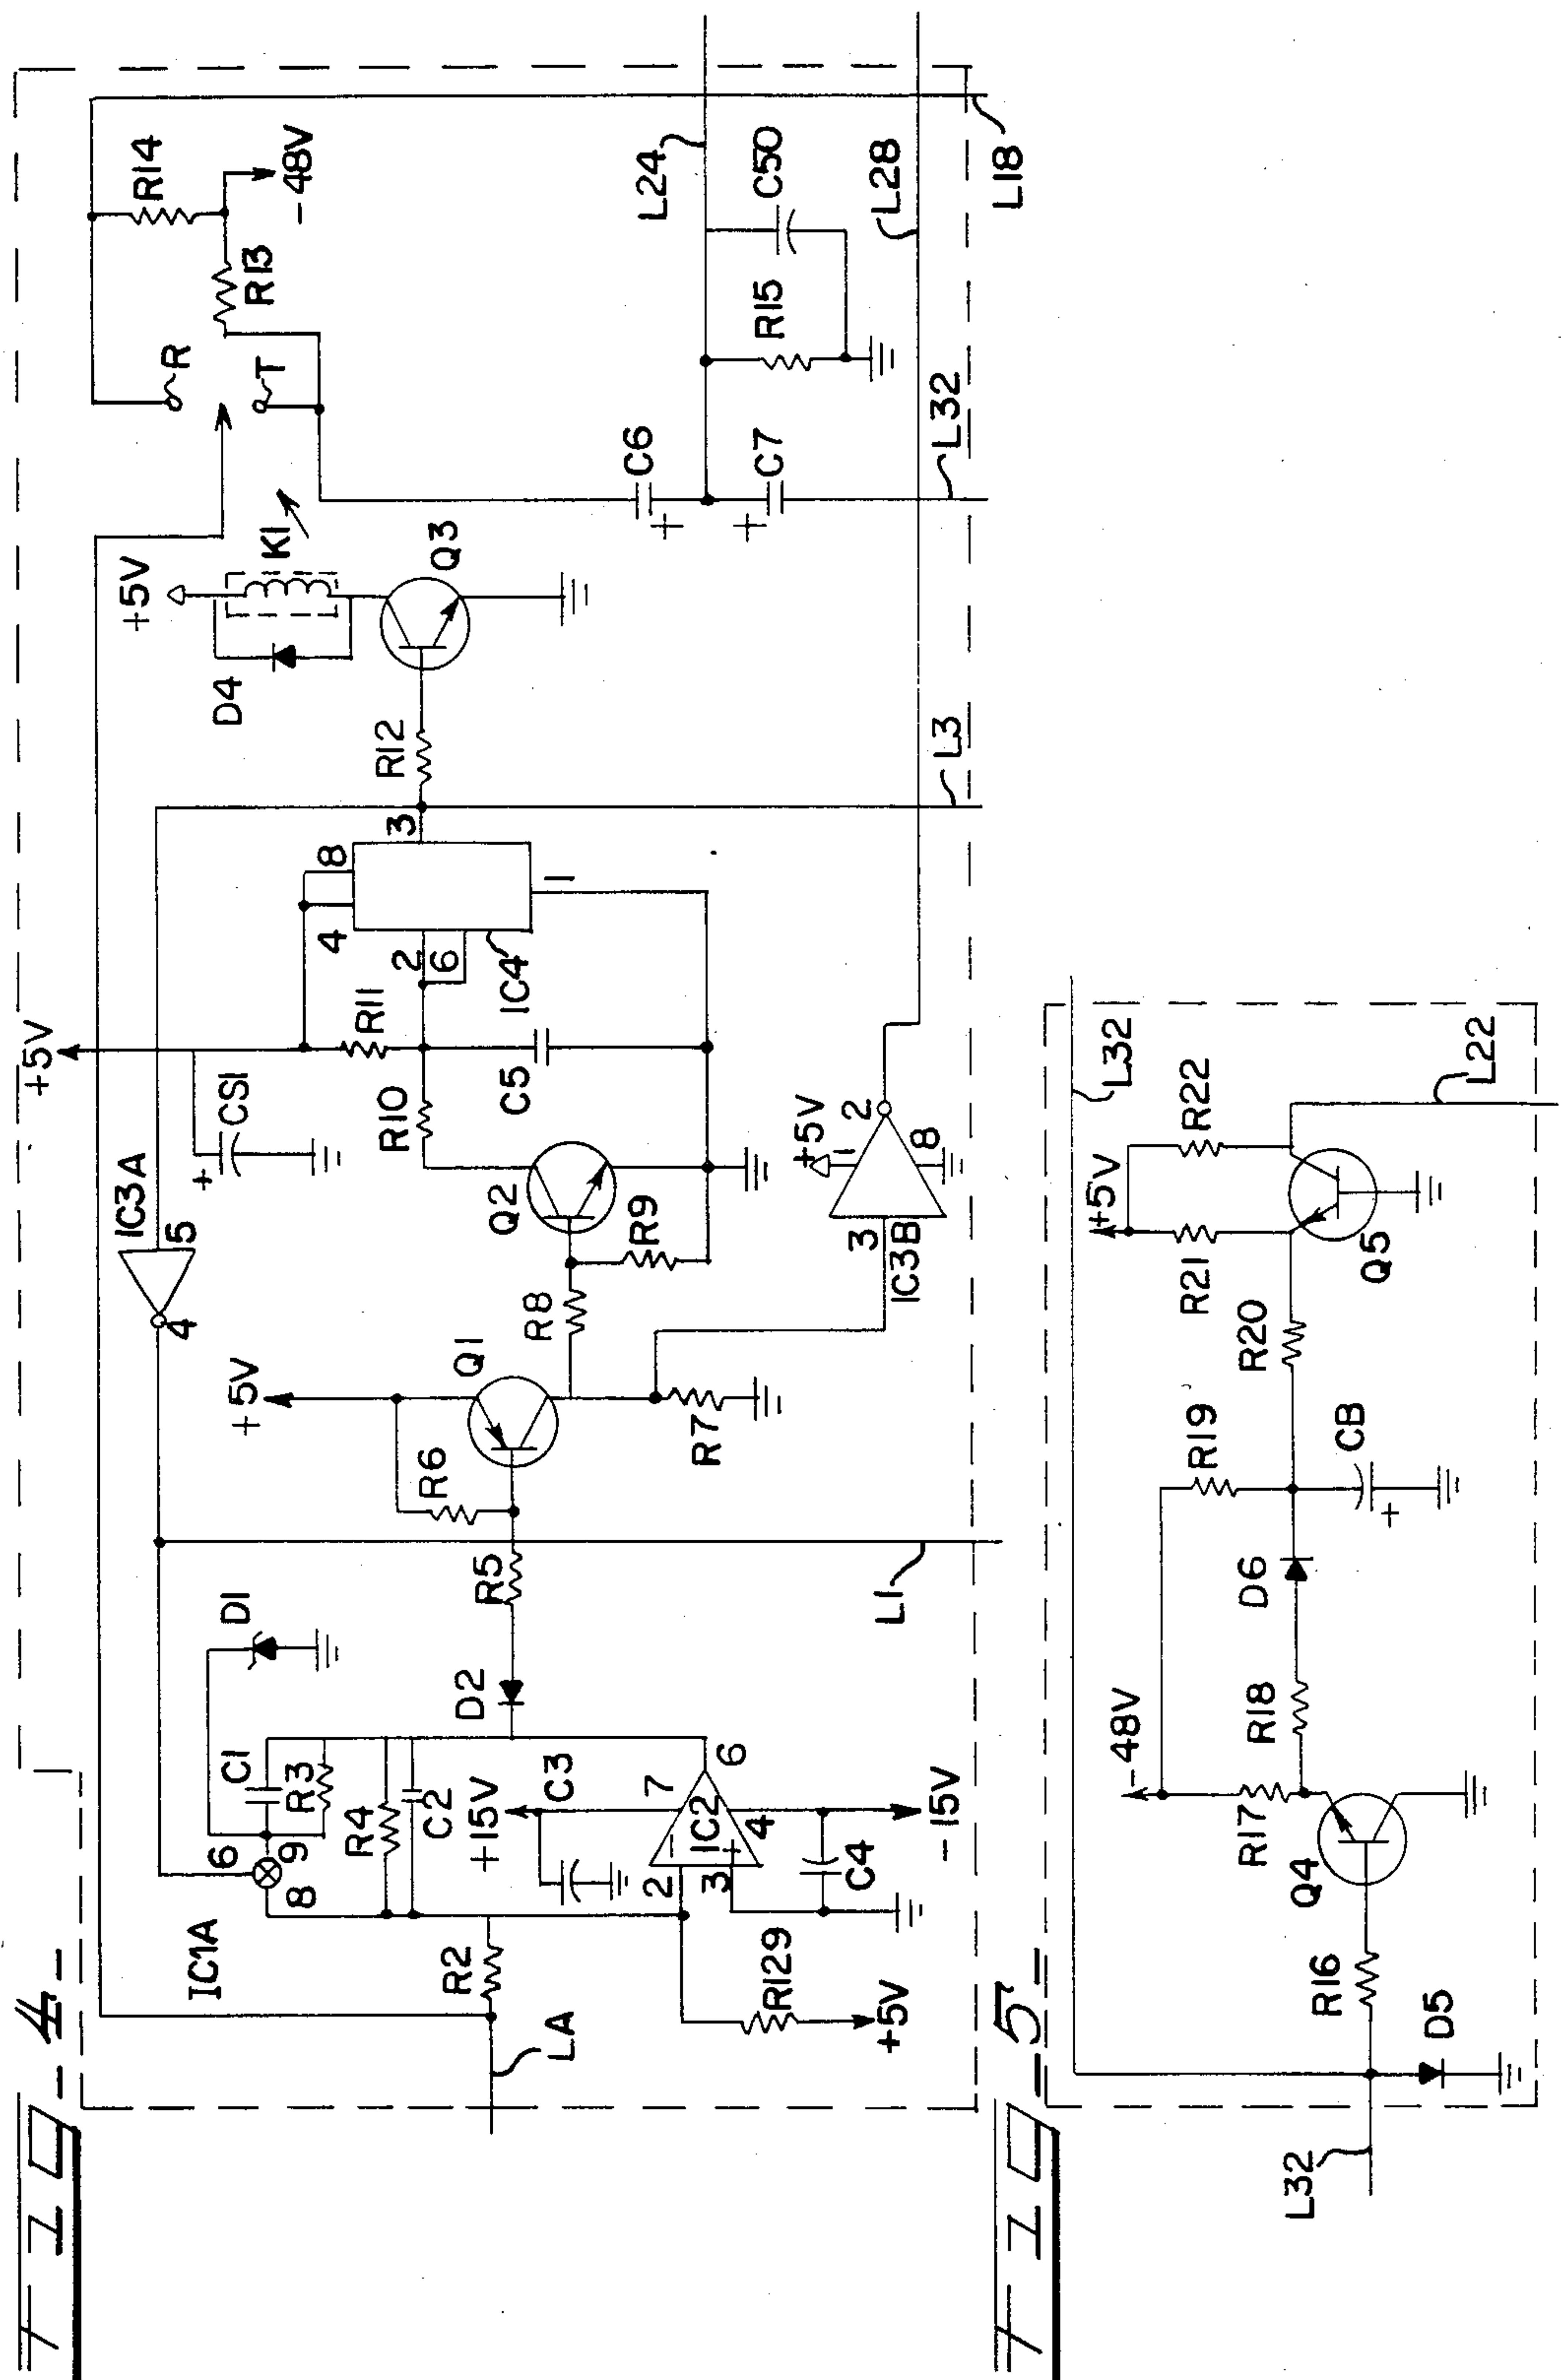 FIG-4-
+5V
IC3A
5
4
CS1
+
R11
R10
C5
4
8
2
6
3
1
IC4
R12
D4
+5V
K1
Q3
R
T
R14
R13
-48V
C6
+
+
C7
L24
R15
C50
L28
L18
L32
L3
Q2
R9
R8
+5V
1
2
8
3
IC3B
+5V
Q1
R6
R7
R5
L1
D1
D2
C1
R3
6
9
8
IC1A
R4
C2
+15V
C3
7
6
IC2
-
+
2
3
4
C4
-15V
R2
LA
R129
+5V
FIG-5-
L32
+5V
R22
R21
L22
Q5
R20
R19
CB
+
D6
-48V
R18
R17
Q4
R16
D5
L32